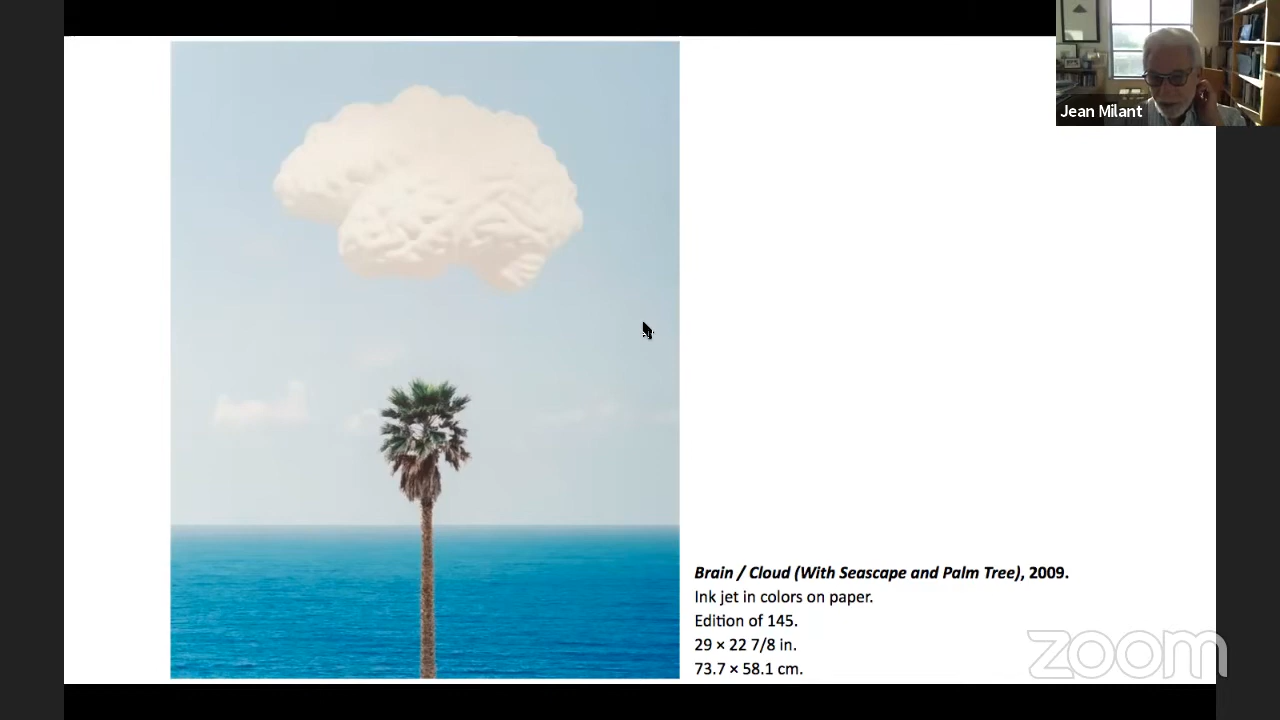 Jean Milant
Brain / Cloud (With Seascape and Palm Tree), 2009.
Ink jet in colors on paper.
Edition of 145.
29 × 22 7/8 in.
73.7 × 58.1 cm.
zoom